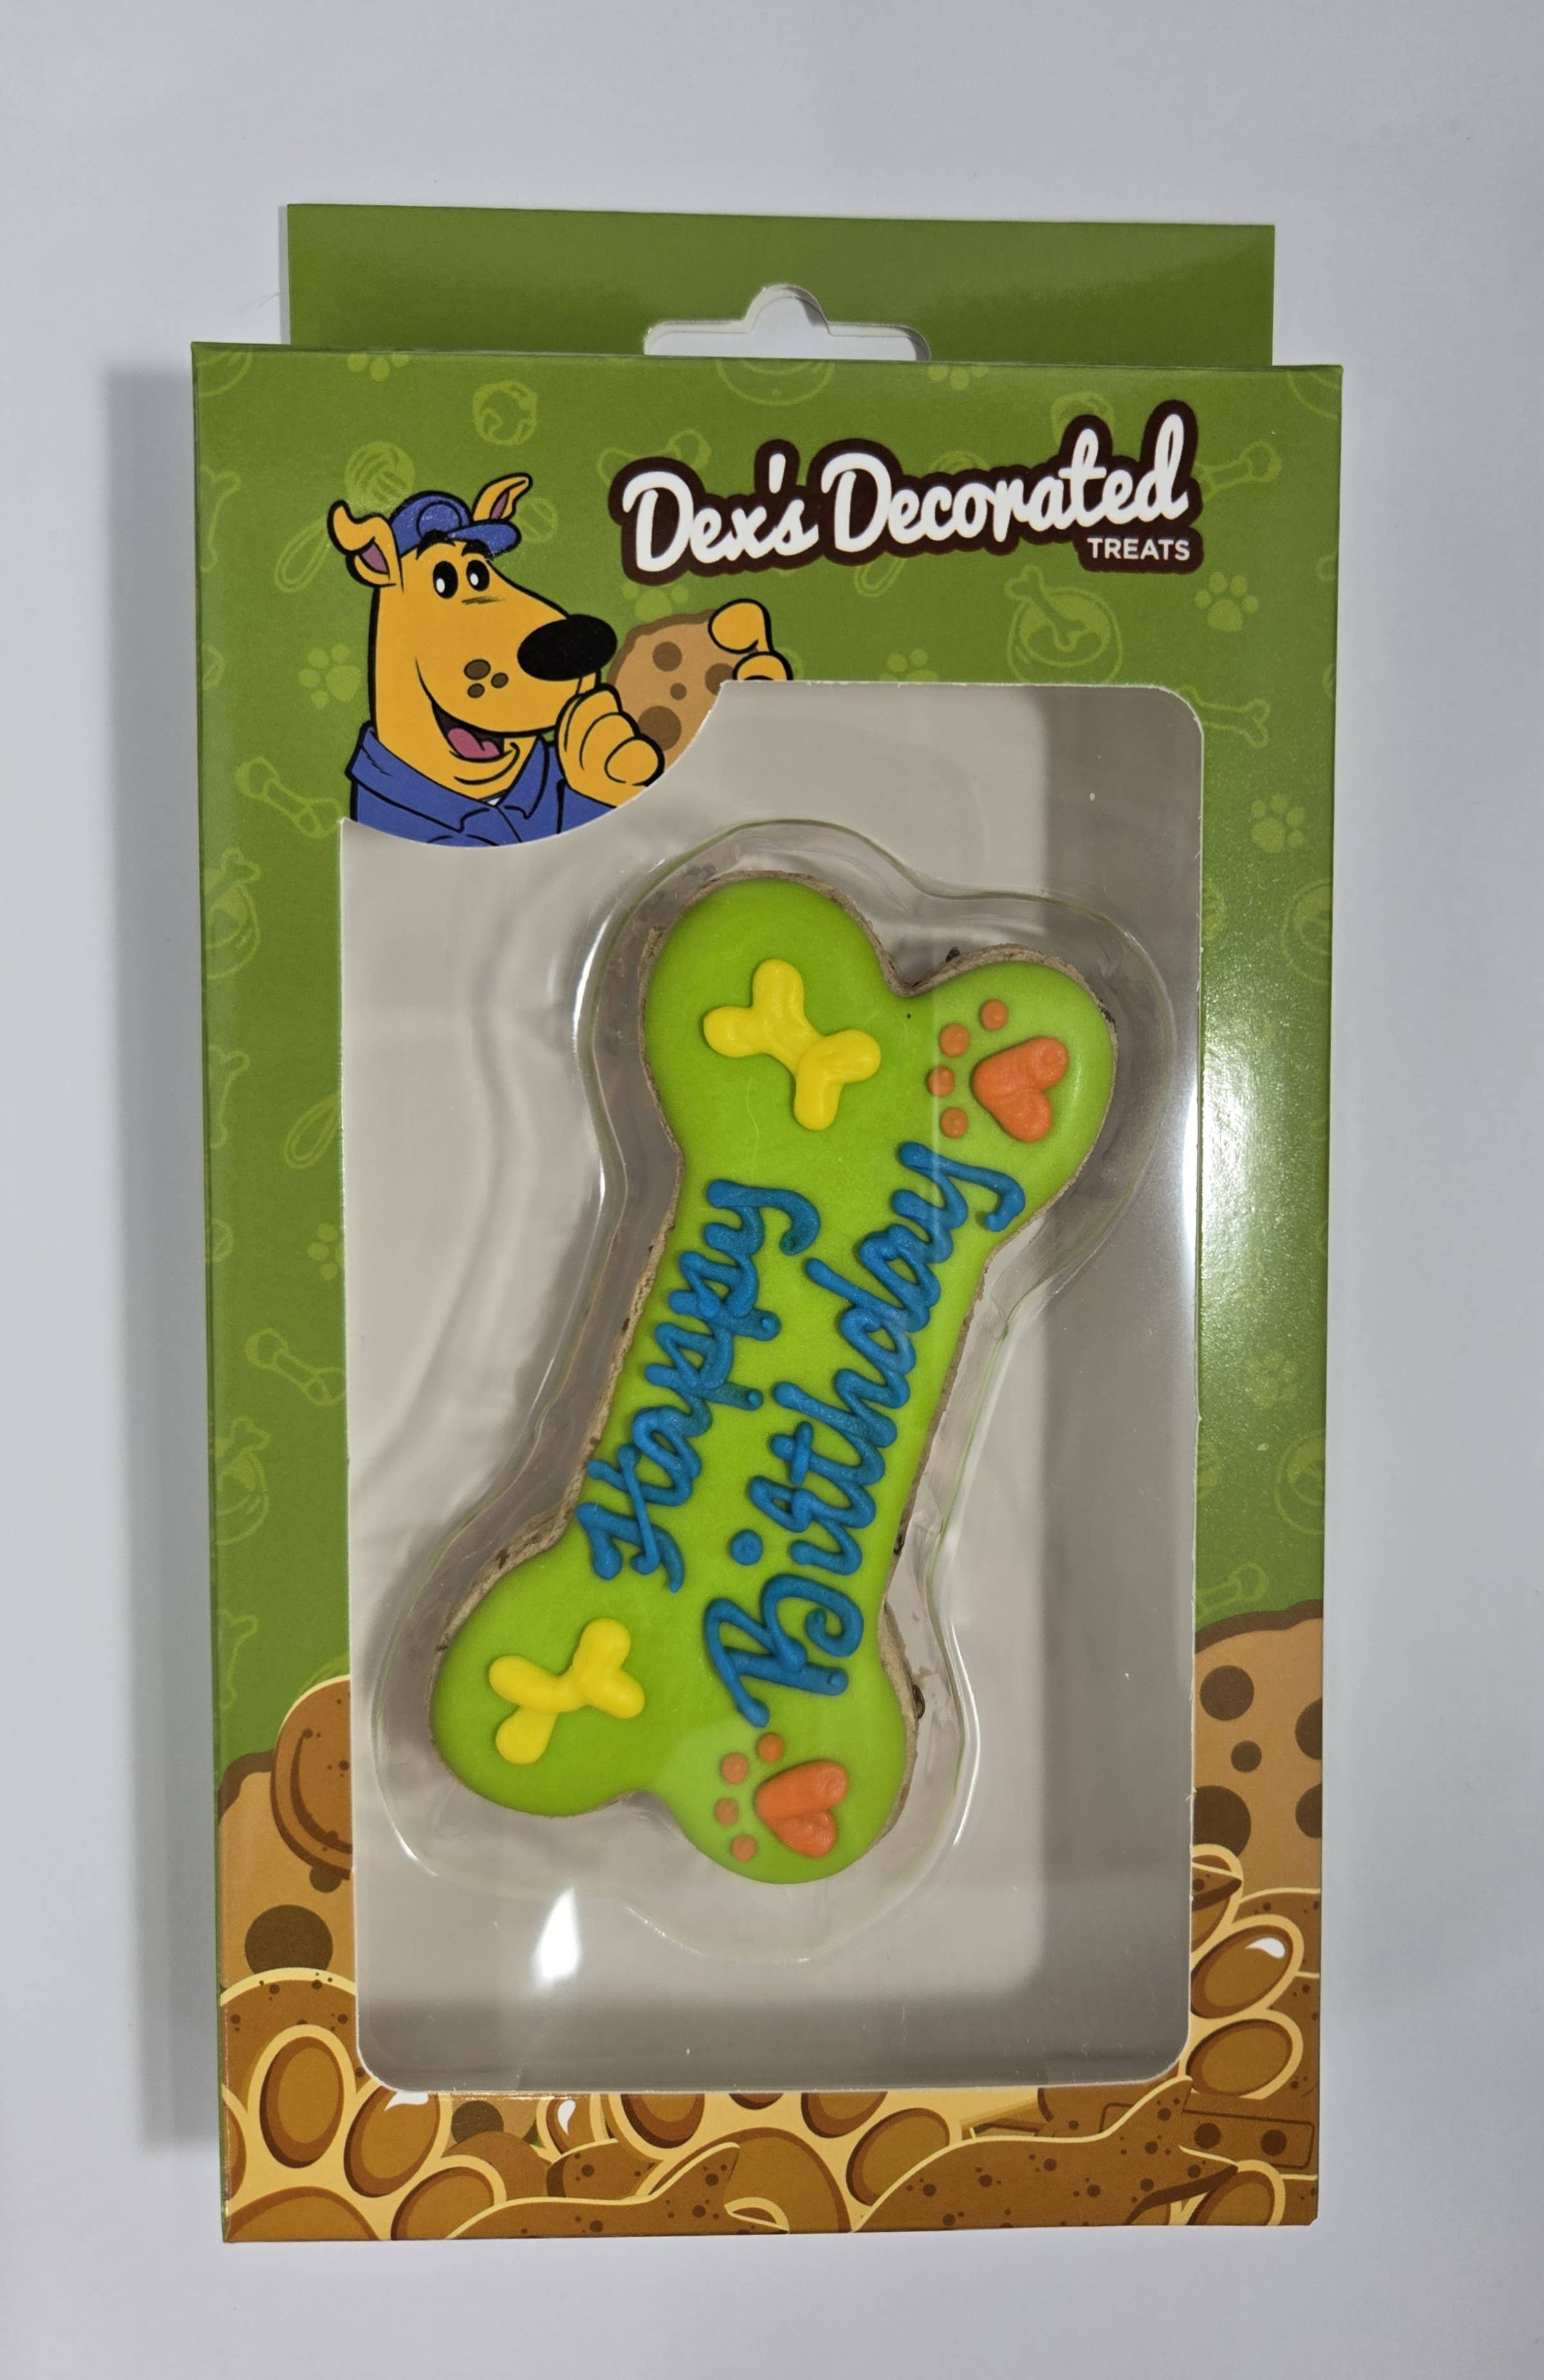 Dex's Decorated
TREATS
Happy
Birthday